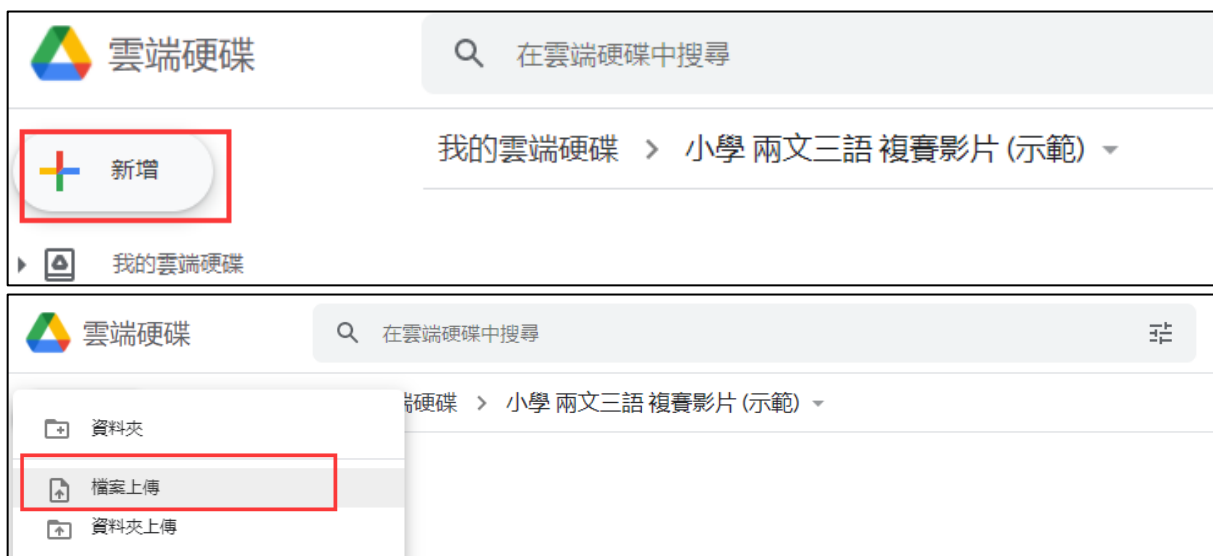 雲端硬碟
在雲端硬碟中搜尋
新增
我的雲端硬碟 > 小學 兩文三語 複賽影片 (示範)
我的雲端硬碟
雲端硬碟
在雲端硬碟中搜尋
端硬碟 > 小學 兩文三語 複賽影片 (示範)
資料夾
檔案上傳
資料夾上傳